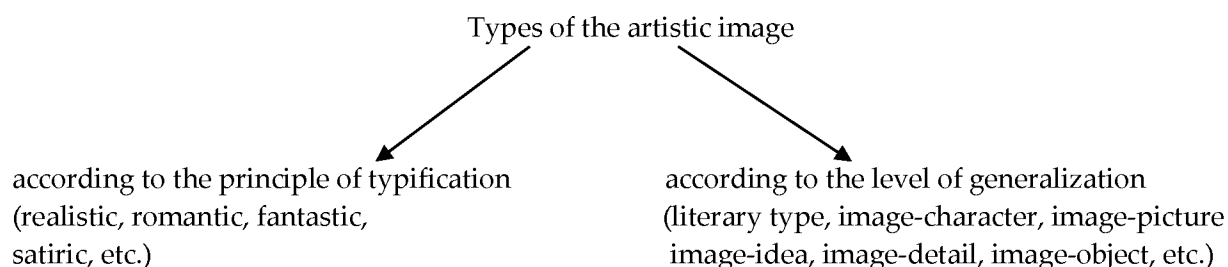 Types of the artistic image
according to the principle of typification
(realistic, romantic, fantastic,
satiric, etc.)
according to the level of generalization
(literary type, image-character, image-picture
image-idea, image-detail, image-object, etc.)